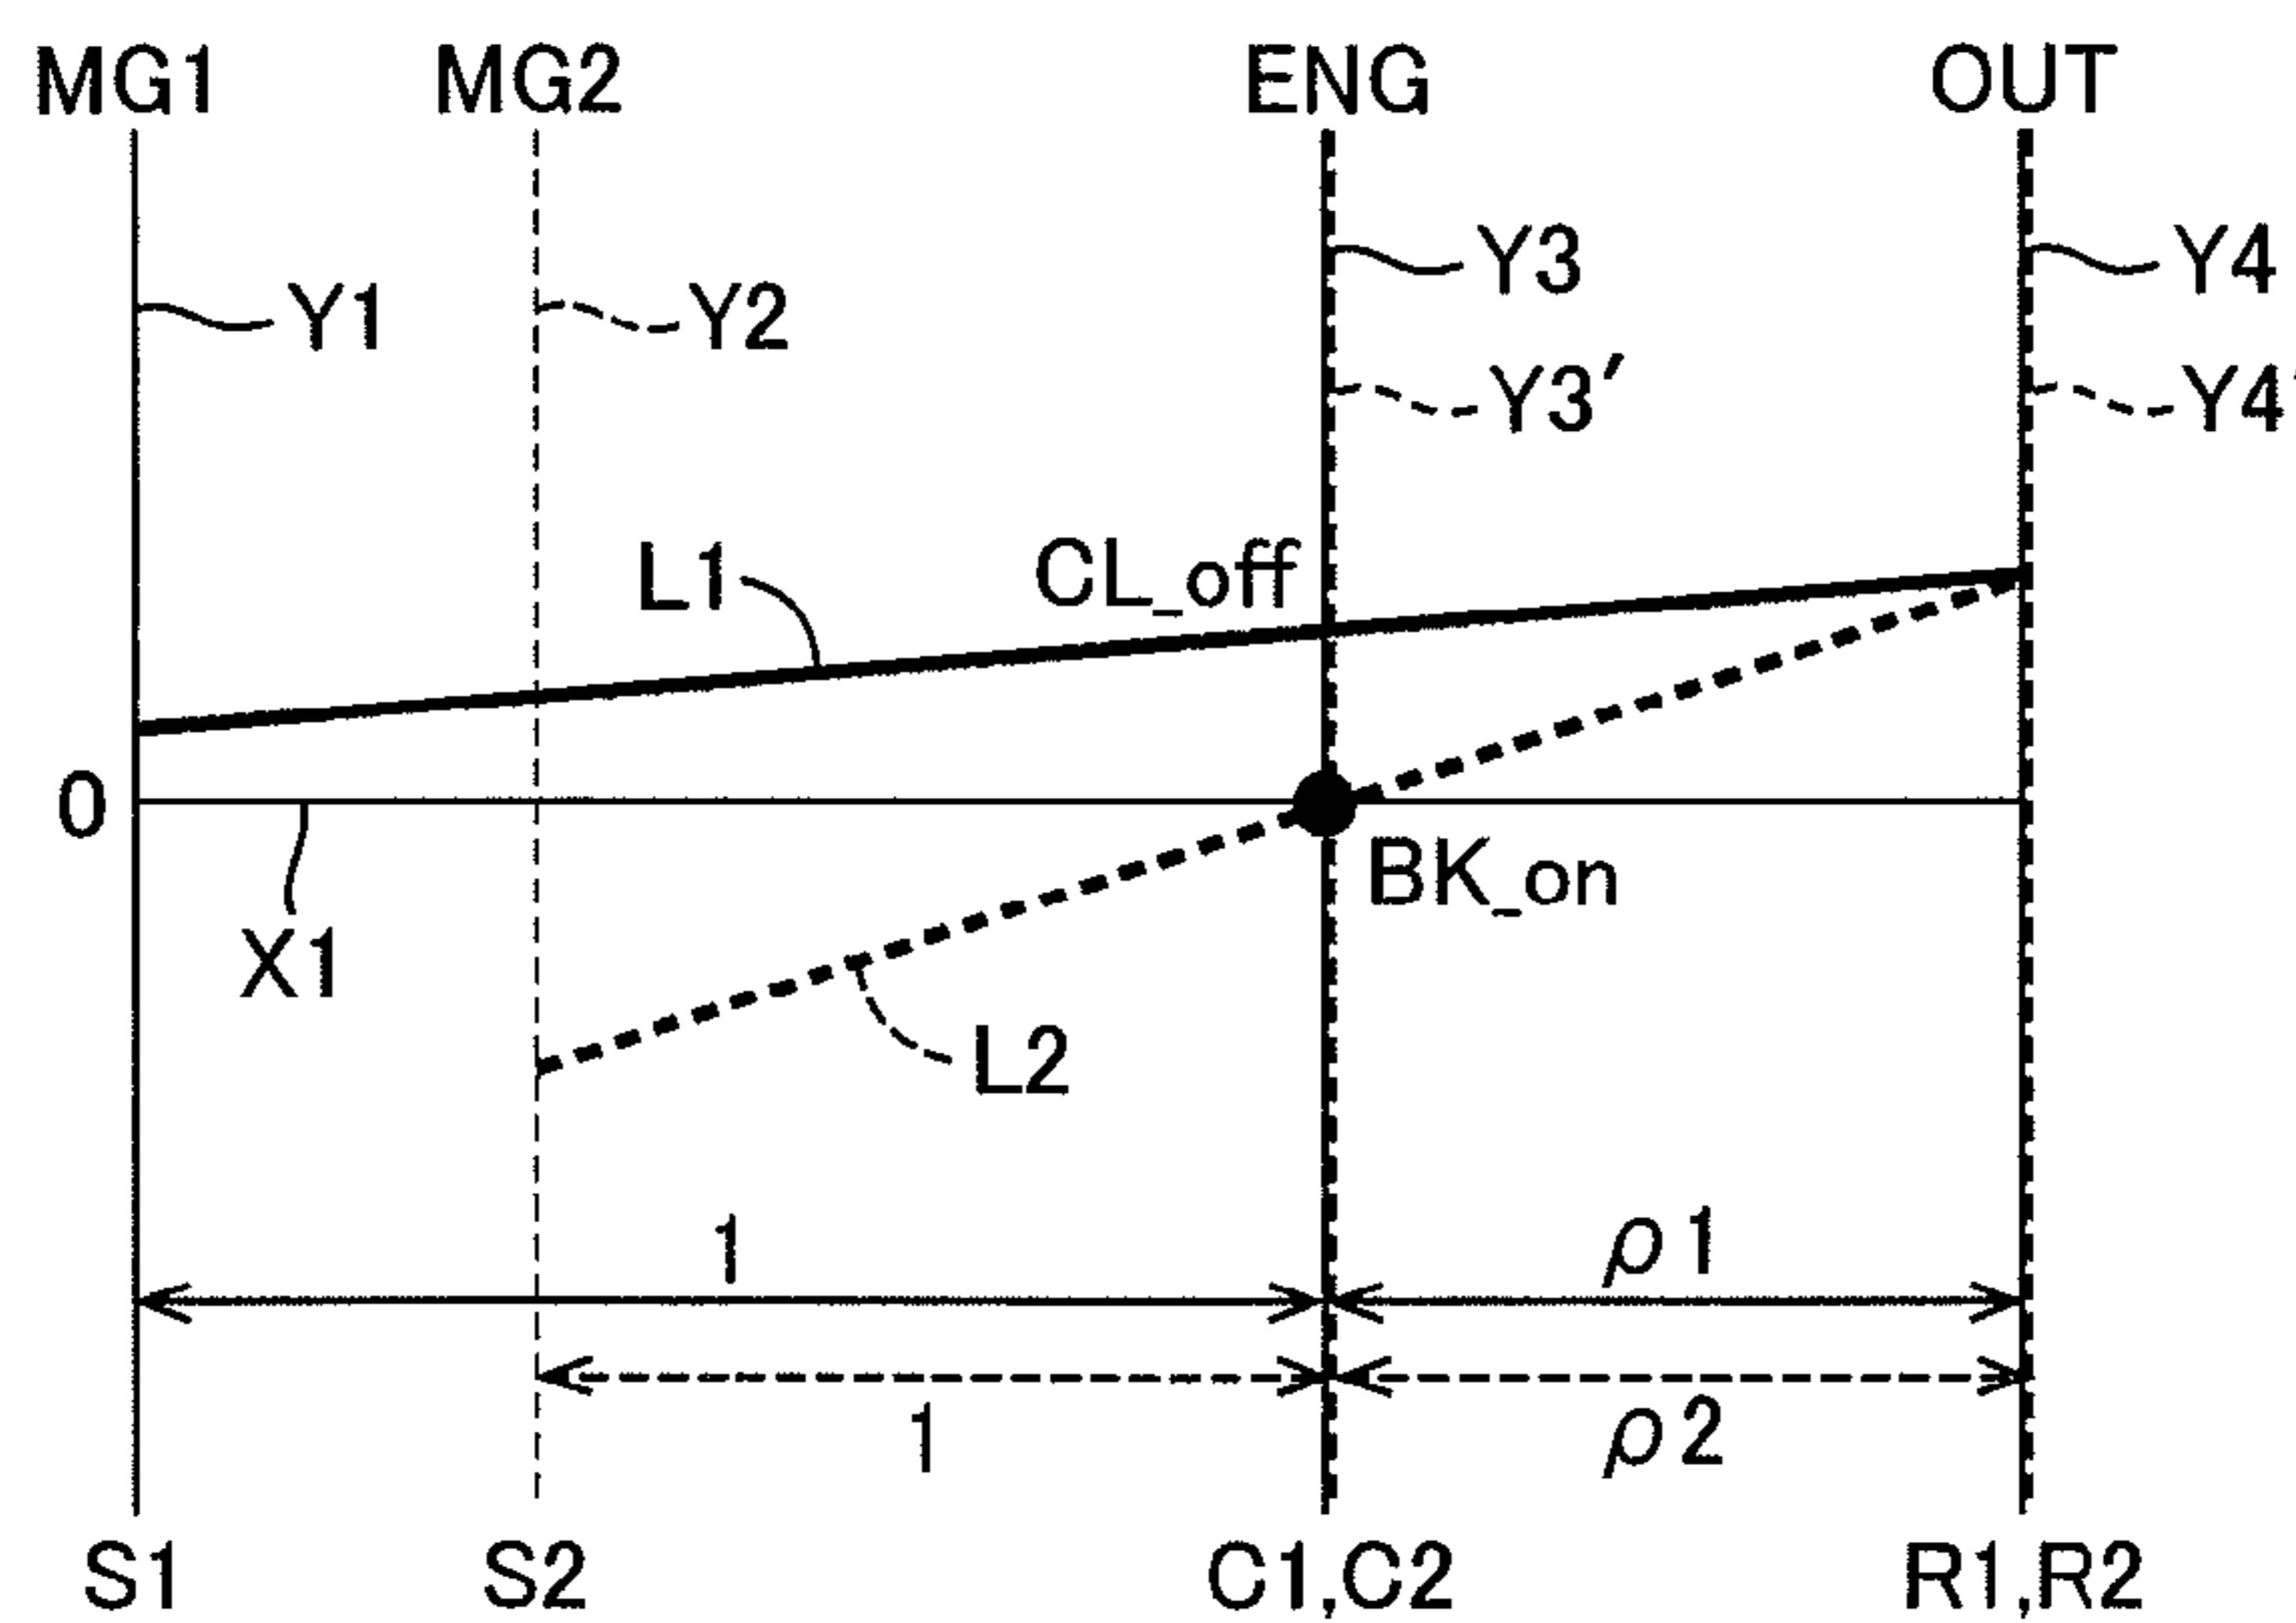 MG1 MG2 ENG OUT
Y3 Y4
Y1 Y2
Y3′ Y4′
L1 CL_off
0
BK_on
X1
L2
1 ρ1
1 ρ2
S1 S2 C1,C2 R1,R2